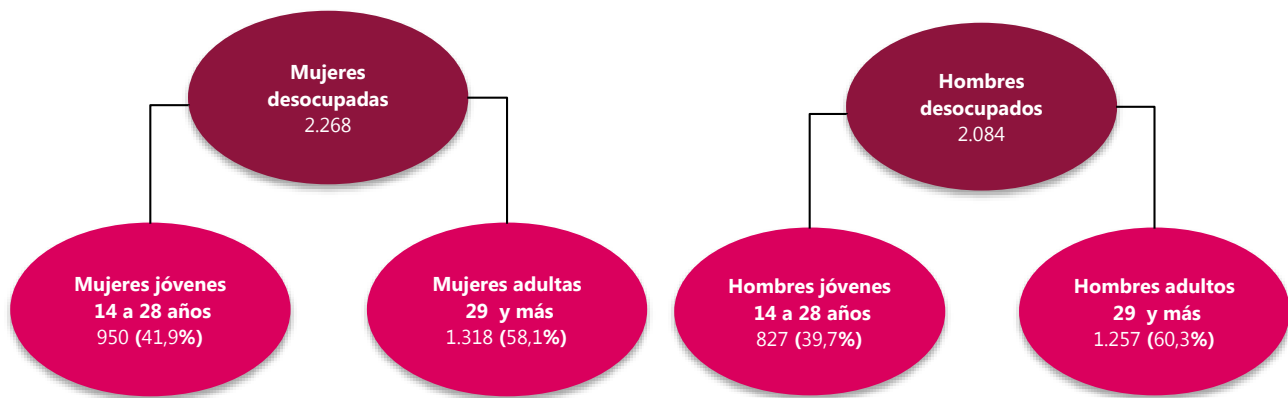 Mujeres
desocupadas
2.268
Hombres
desocupados
2.084
Mujeres jóvenes
14 a 28 años
950 (41,9%)
Mujeres adultas
29 y más
1.318 (58,1%)
Hombres jóvenes
14 a 28 años
827 (39,7%)
Hombres adultos
29 y más
1.257 (60,3%)